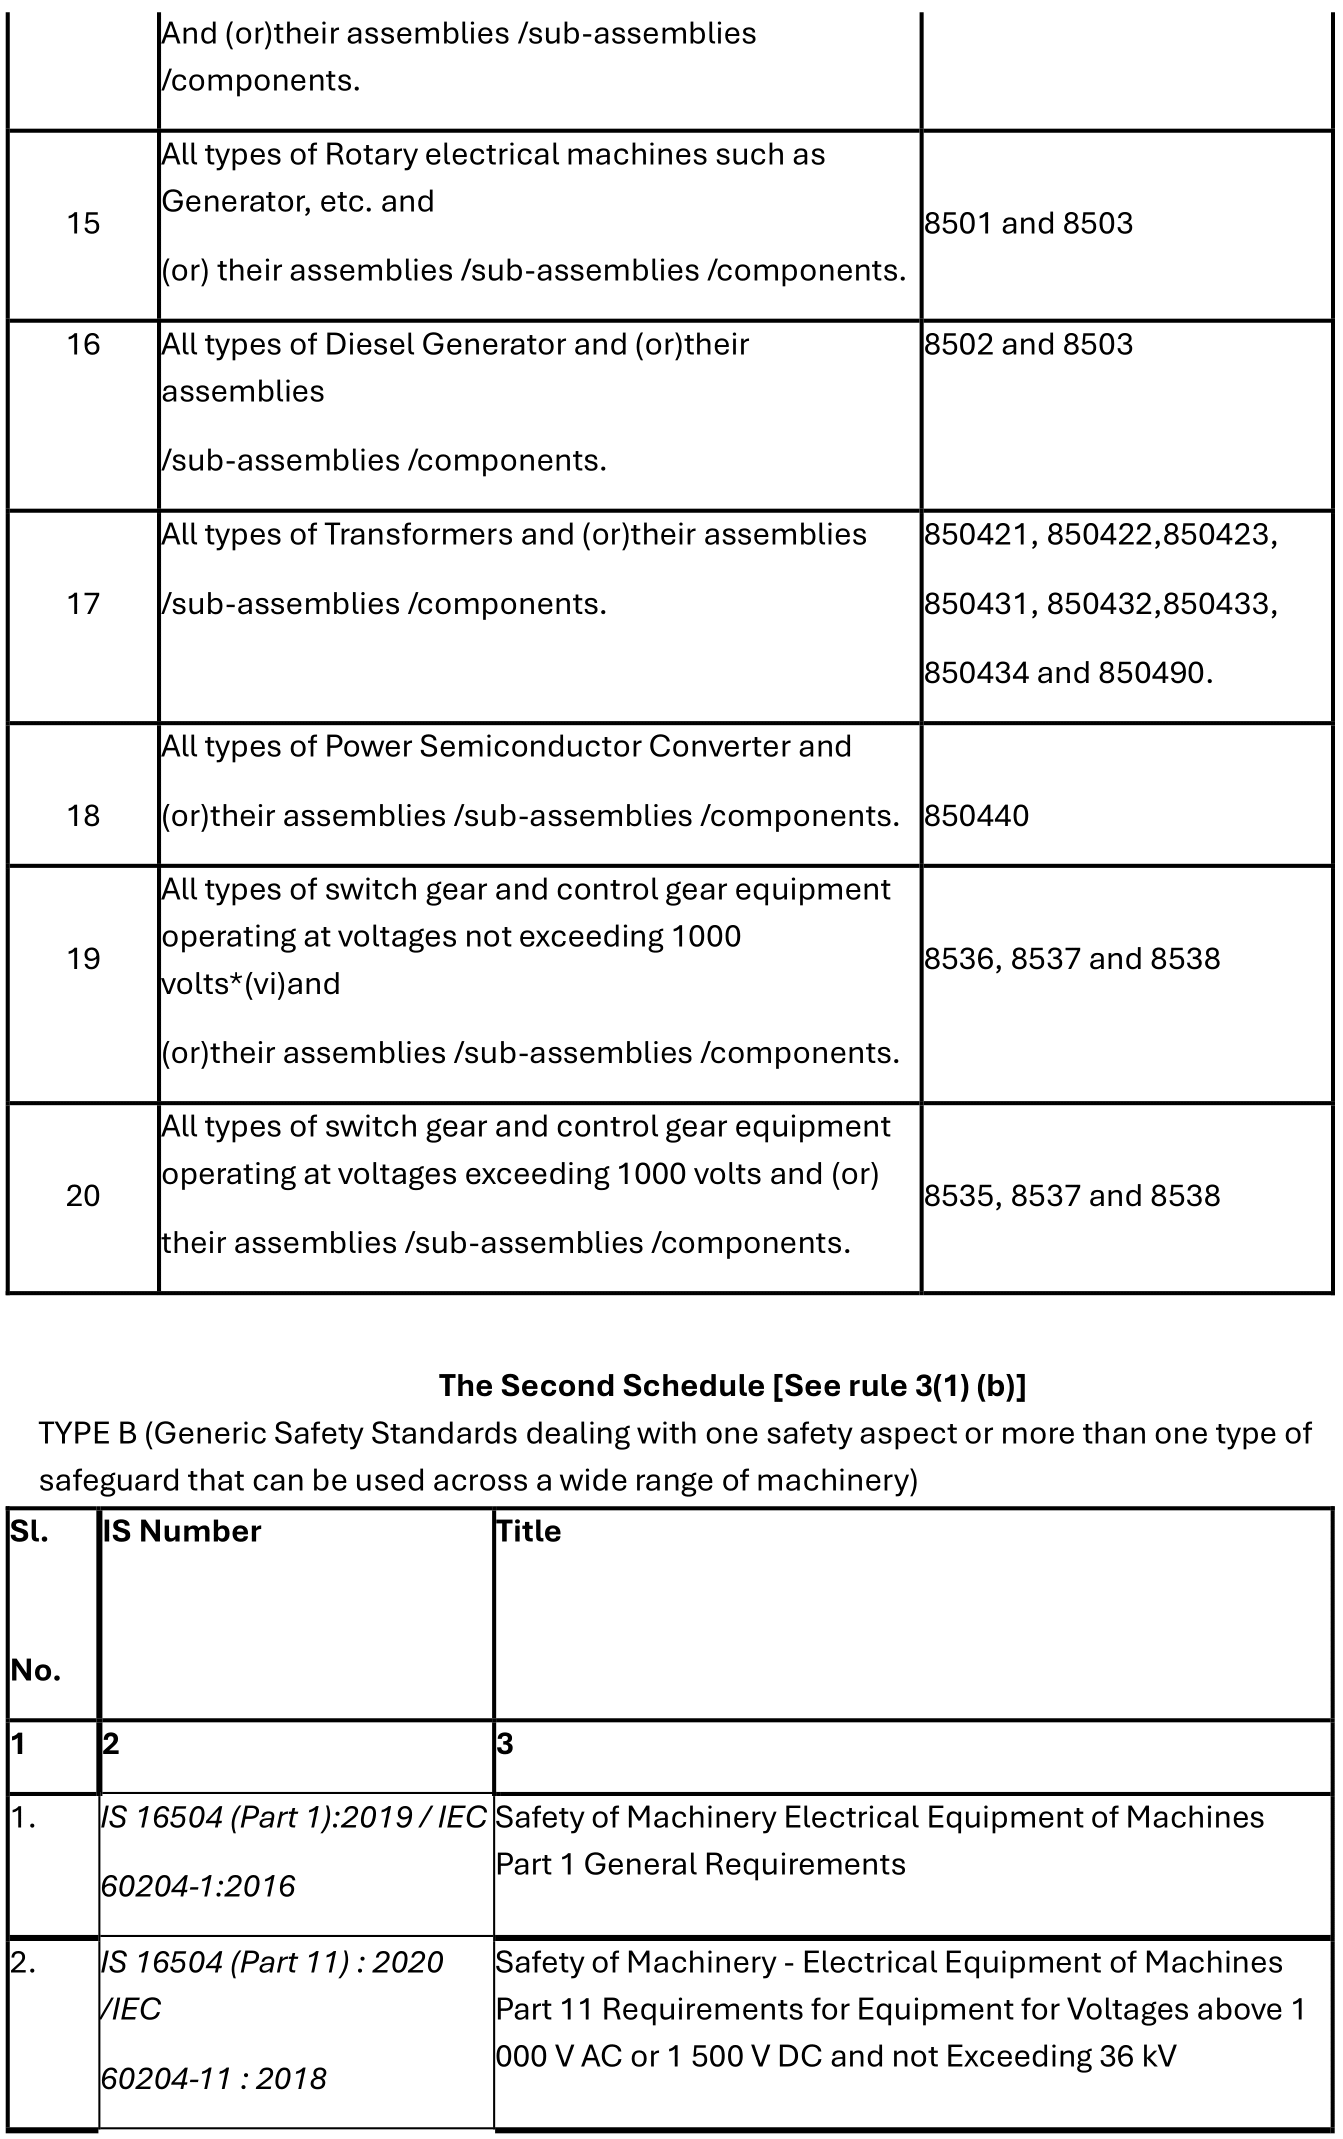 And (or)their assemblies /sub-assemblies
/components.
15
All types of Rotary electrical machines such as
Generator, etc. and
(or) their assemblies /sub-assemblies /components.
8501 and 8503
16
All types of Diesel Generator and (or)their
assemblies
/sub-assemblies /components.
8502 and 8503
17
All types of Transformers and (or)their assemblies
/sub-assemblies /components.
850421, 850422,850423,
850431, 850432,850433,
850434 and 850490.
18
All types of Power Semiconductor Converter and
(or)their assemblies /sub-assemblies /components.
850440
19
All types of switch gear and control gear equipment
operating at voltages not exceeding 1000
volts*(vi)and
(or)their assemblies /sub-assemblies /components.
8536, 8537 and 8538
20
All types of switch gear and control gear equipment
operating at voltages exceeding 1000 volts and (or)
their assemblies /sub-assemblies /components.
8535, 8537 and 8538
The Second Schedule [See rule 3(1) (b)]
TYPE B (Generic Safety Standards dealing with one safety aspect or more than one type of
safeguard that can be used across a wide range of machinery)
Sl.
No.
IS Number
Title
1
2
3
1.
IS 16504 (Part 1):2019 / IEC
60204-1:2016
Safety of Machinery Electrical Equipment of Machines
Part 1 General Requirements
2.
IS 16504 (Part 11) : 2020
/IEC
60204-11 : 2018
Safety of Machinery - Electrical Equipment of Machines
Part 11 Requirements for Equipment for Voltages above 1
000 V AC or 1 500 V DC and not Exceeding 36 kV